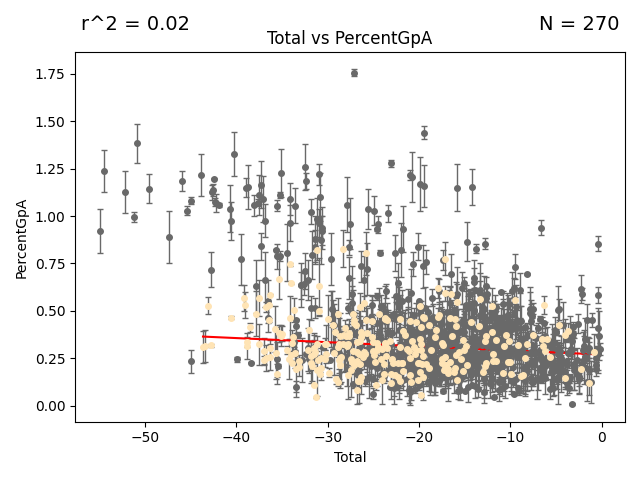 r^2 = 0.02
N = 270
Total vs PercentGpA
PercentGpA
1.75
1.50
1.25
1.00
0.75
0.50
0.25
0.00
−50
−40
−30
−20
−10
0
Total